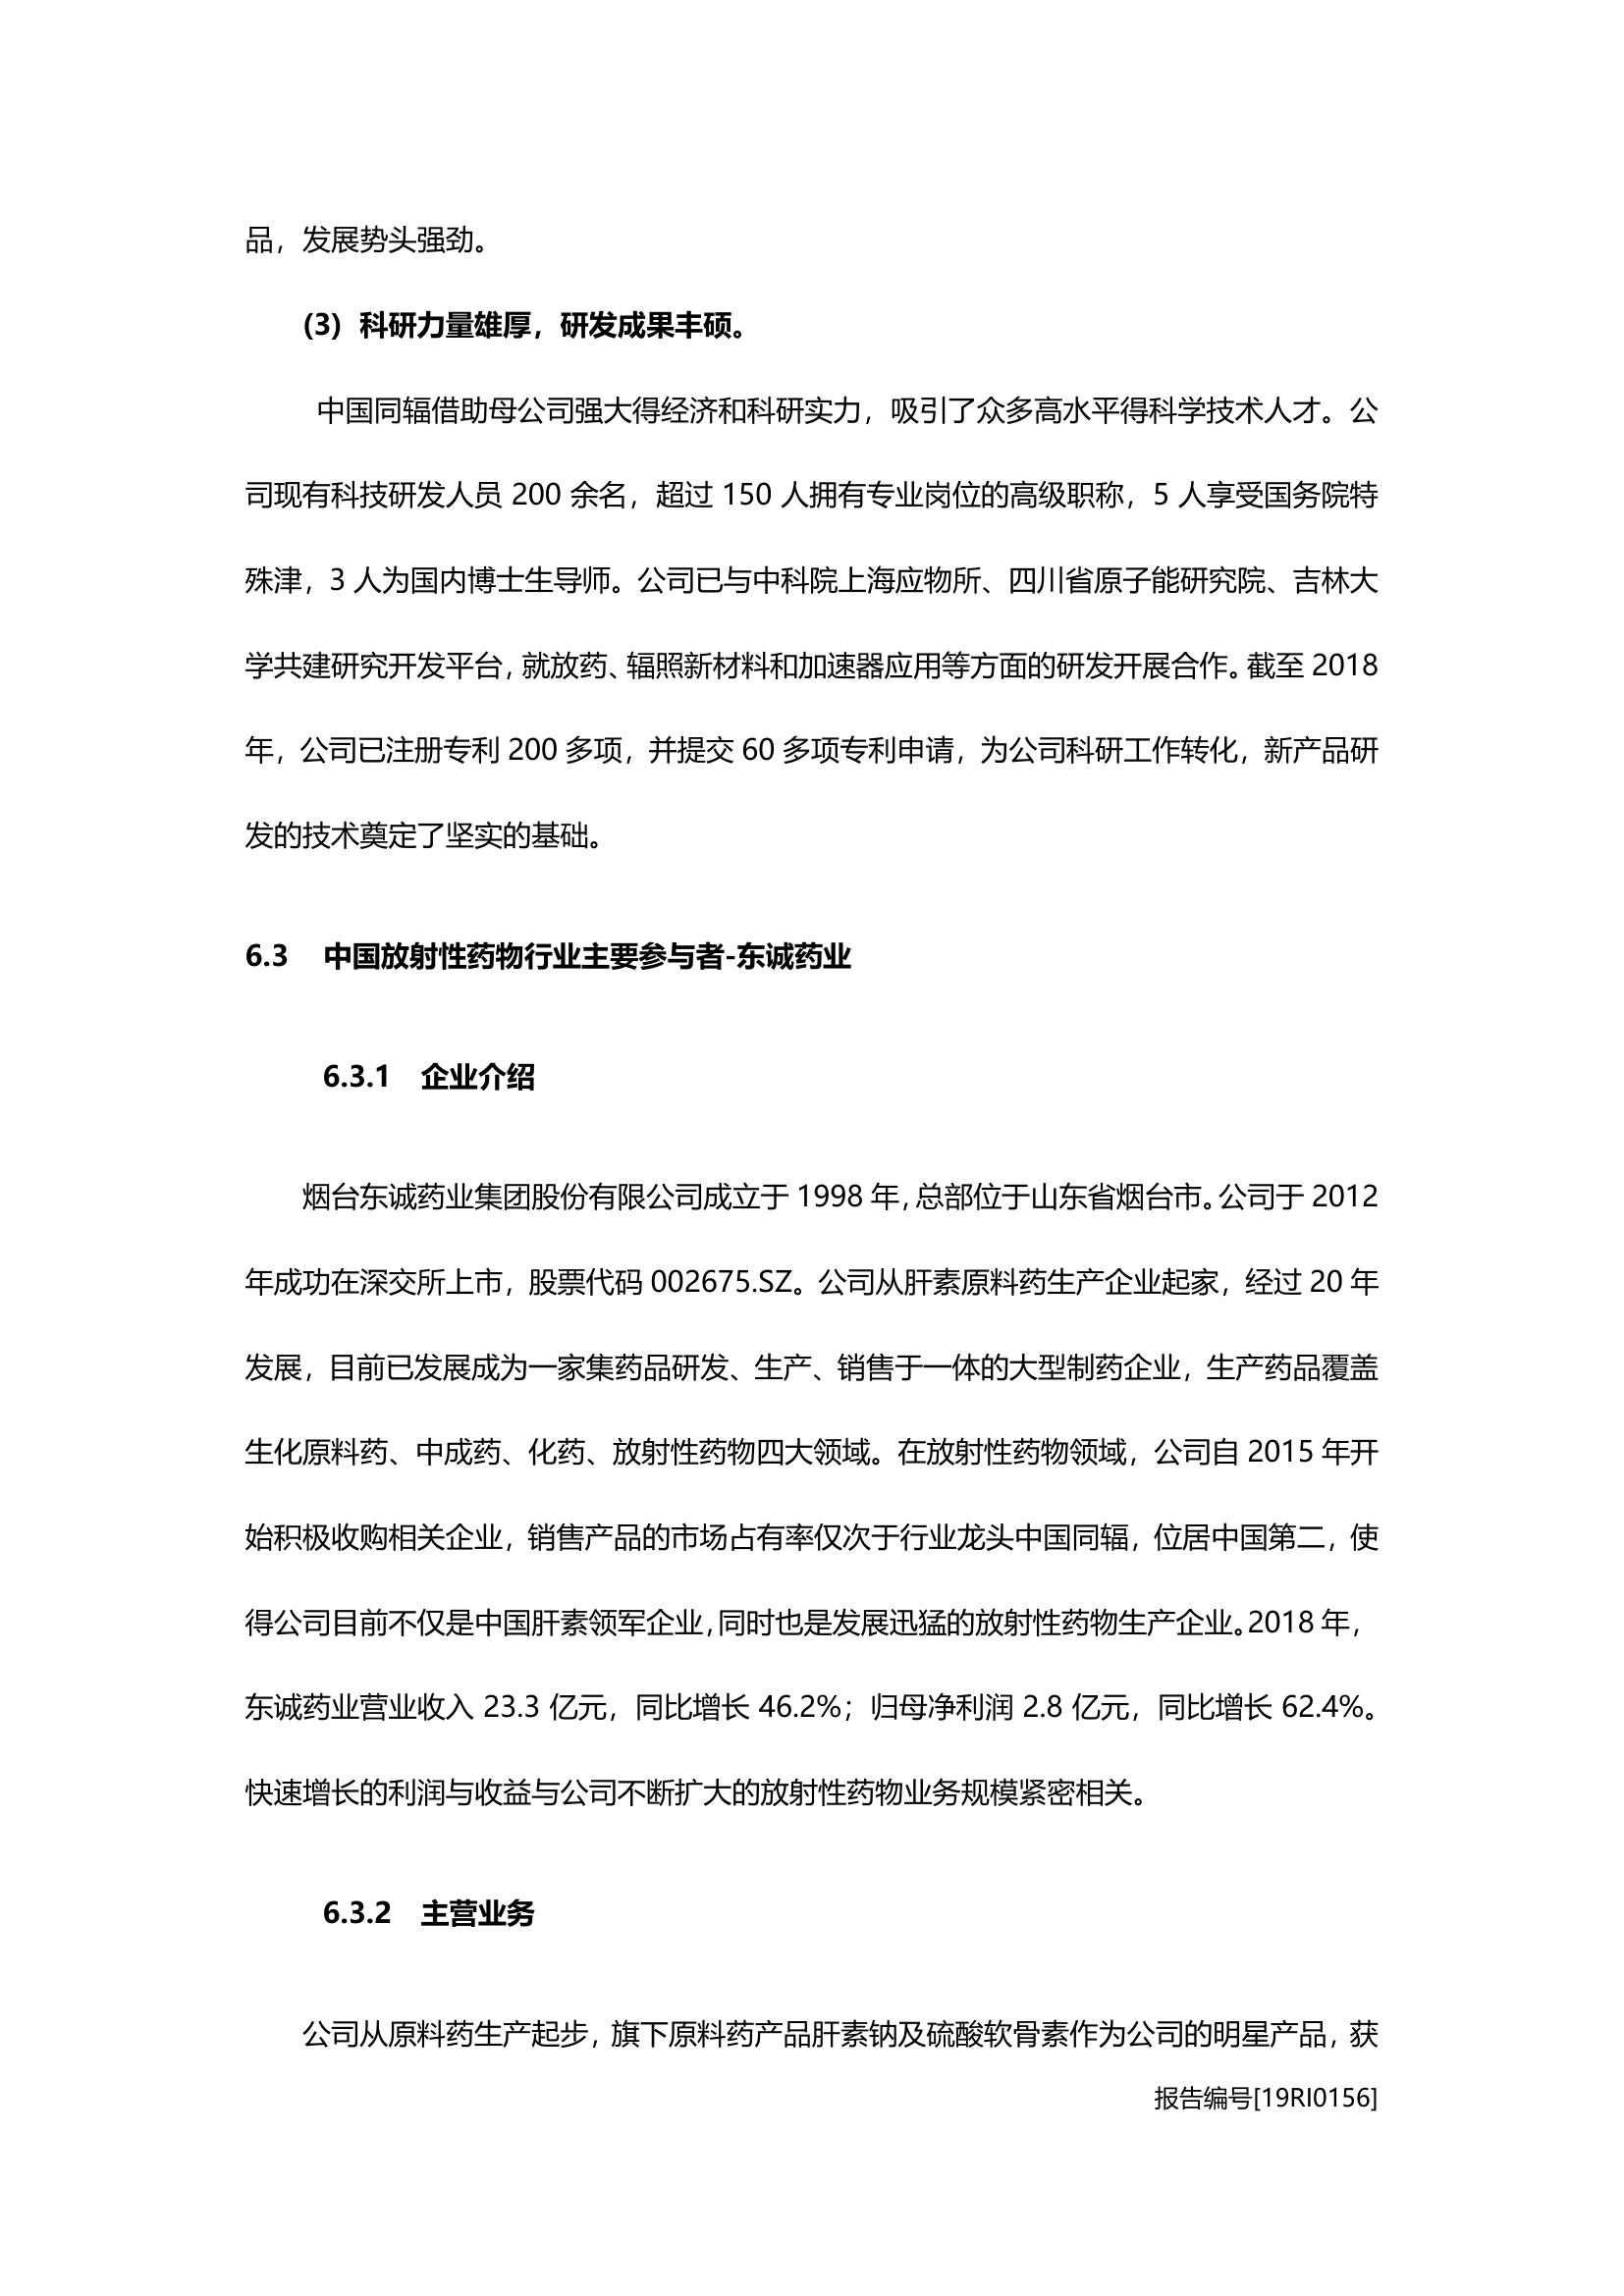 品，发展势头强劲。
(3) 科研力量雄厚，研发成果丰硕。
中国同辐借助母公司强大得经济和科研实力，吸引了众多高水平得科学技术人才。公
司现有科技研发人员 200 余名，超过 150 人拥有专业岗位的高级职称，5 人享受国务院特
殊津，3 人为国内博士生导师。公司已与中科院上海应物所、四川省原子能研究院、吉林大
学共建研究开发平台，就放药、辐照新材料和加速器应用等方面的研发开展合作。截至 2018
年，公司已注册专利 200 多项，并提交 60 多项专利申请，为公司科研工作转化，新产品研
发的技术奠定了坚实的基础。
6.3 中国放射性药物行业主要参与者-东诚药业
6.3.1 企业介绍
烟台东诚药业集团股份有限公司成立于 1998 年，总部位于山东省烟台市。公司于 2012
年成功在深交所上市，股票代码 002675.SZ。公司从肝素原料药生产企业起家，经过 20 年
发展，目前已发展成为一家集药品研发、生产、销售于一体的大型制药企业，生产药品覆盖
生化原料药、中成药、化药、放射性药物四大领域。在放射性药物领域，公司自 2015 年开
始积极收购相关企业，销售产品的市场占有率仅次于行业龙头中国同辐，位居中国第二，使
得公司目前不仅是中国肝素领军企业，同时也是发展迅猛的放射性药物生产企业。2018 年，
东诚药业营业收入 23.3 亿元，同比增长 46.2%；归母净利润 2.8 亿元，同比增长 62.4%。
快速增长的利润与收益与公司不断扩大的放射性药物业务规模紧密相关。
6.3.2 主营业务
公司从原料药生产起步，旗下原料药产品肝素钠及硫酸软骨素作为公司的明星产品，获
报告编号[19RI0156]